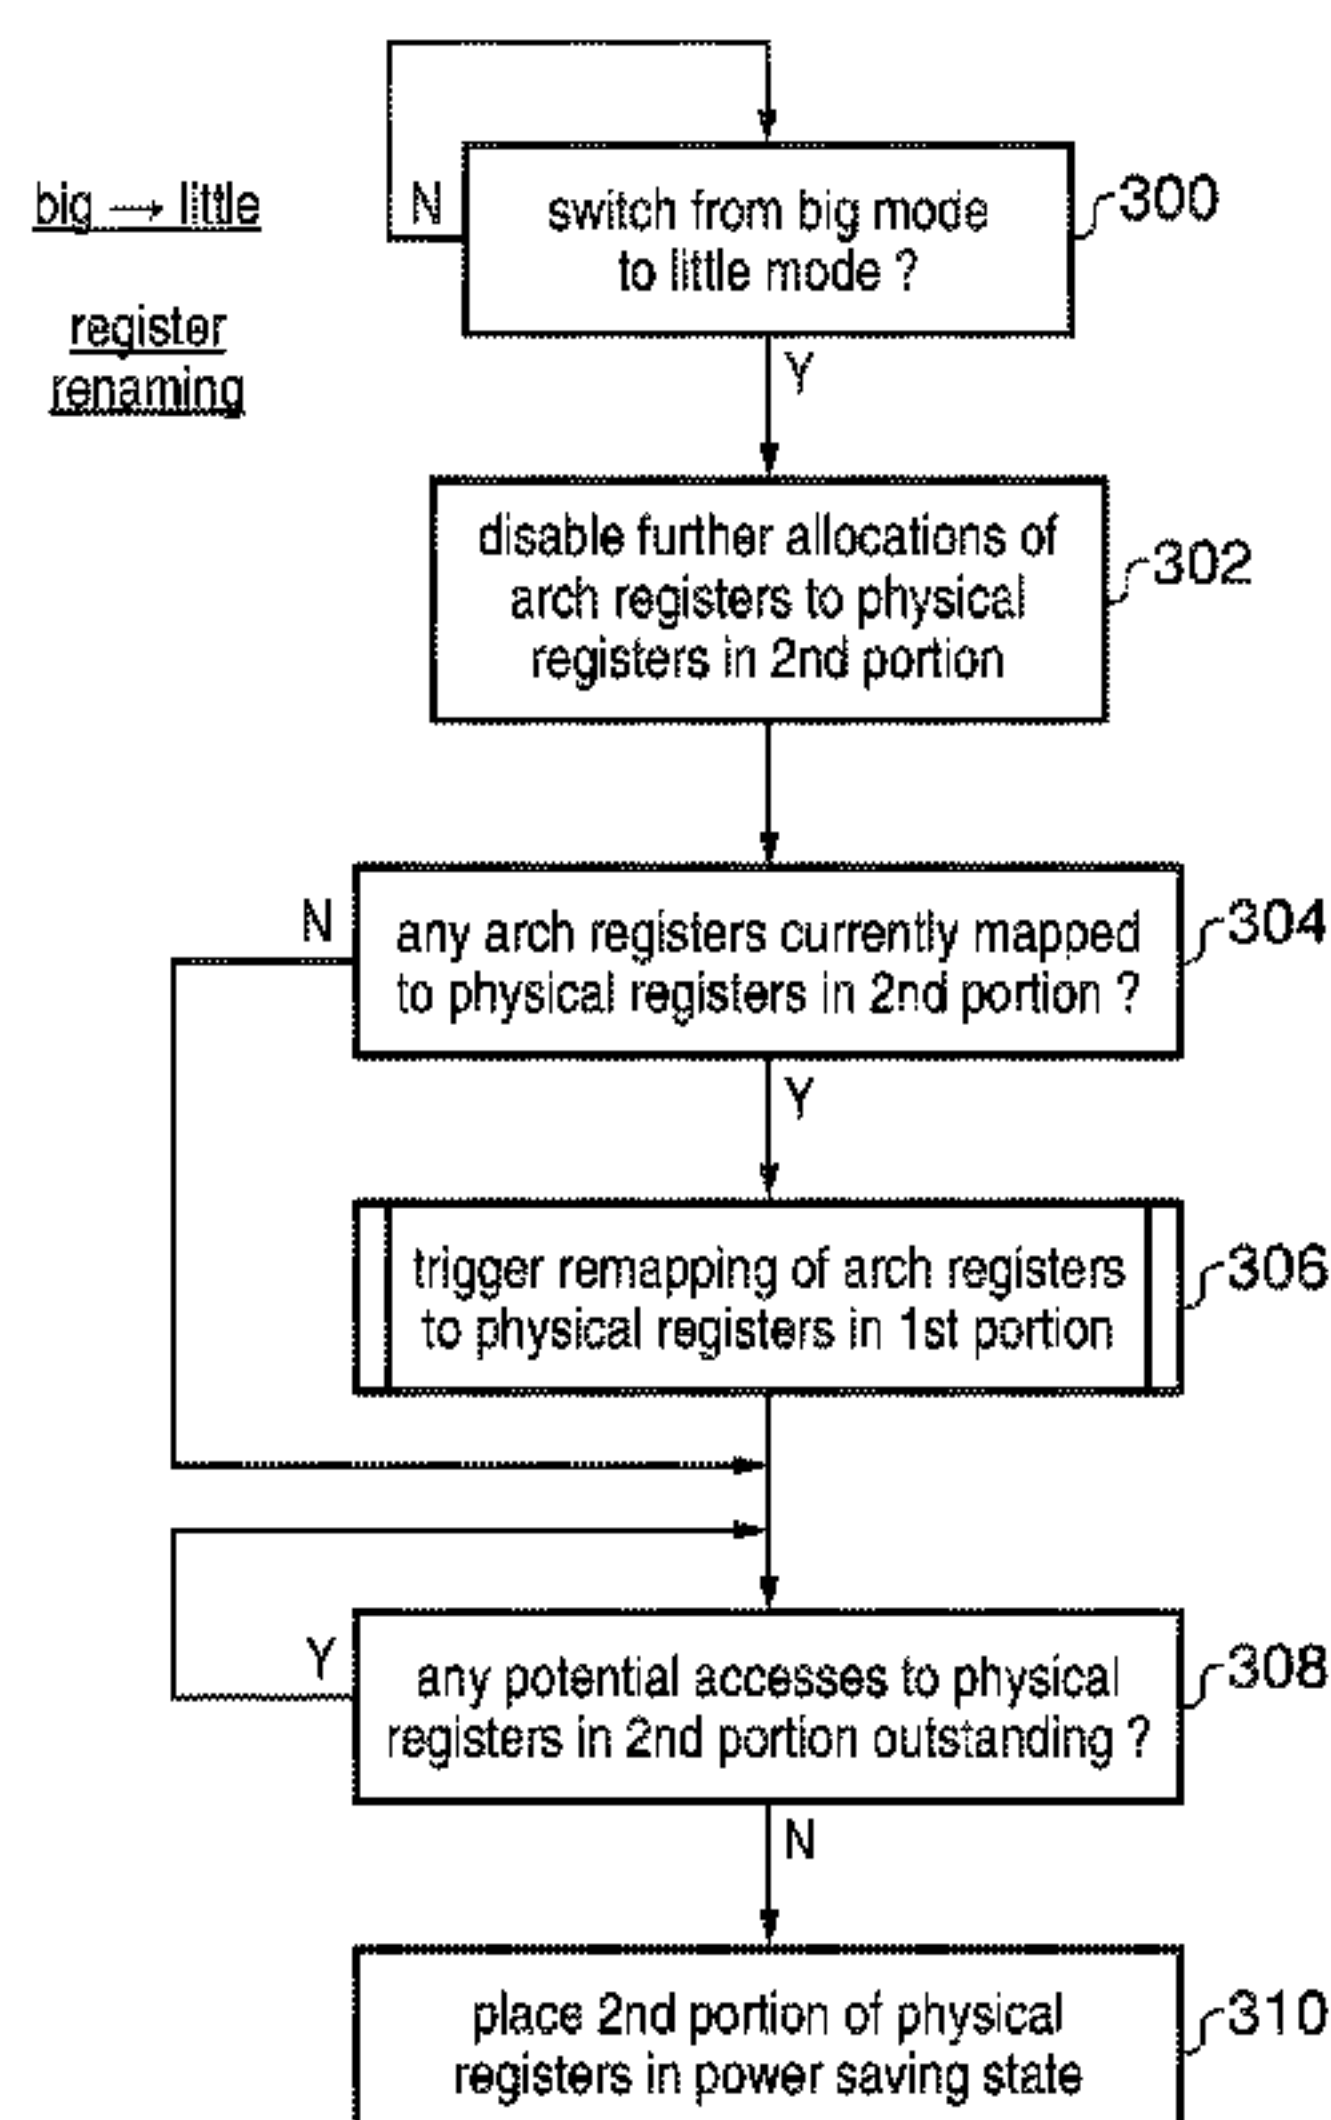 big → little
register
renaming
N
switch from big mode
to little mode ?
300
Y
disable further allocations of
arch registers to physical
registers in 2nd portion
302
N
any arch registers currently mapped
to physical registers in 2nd portion ?
304
Y
trigger remapping of arch registers
to physical registers in 1st portion
306
Y
any potential accesses to physical
registers in 2nd portion outstanding ?
308
N
place 2nd portion of physical
registers in power saving state
310